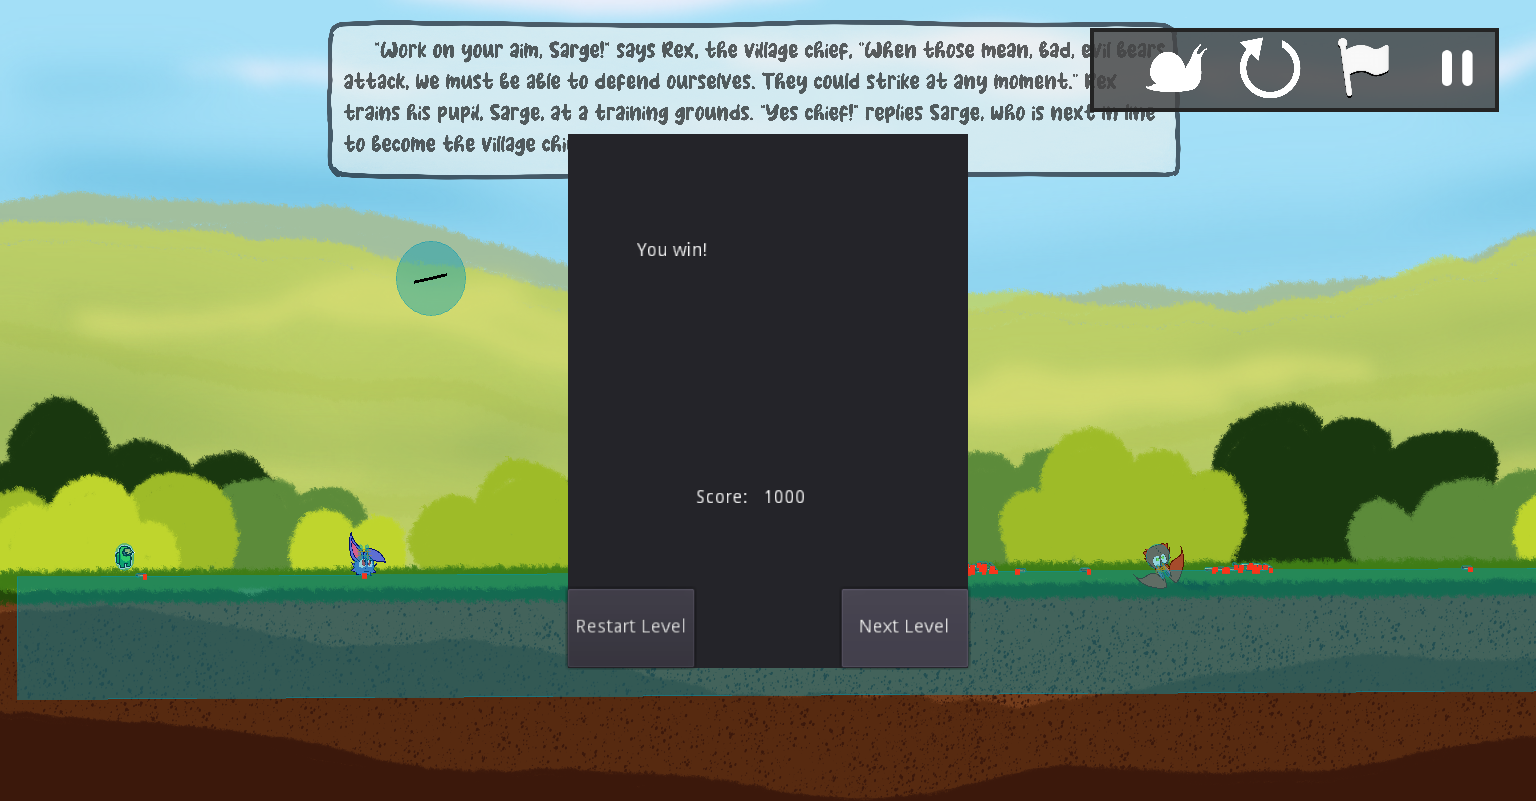 "Work on your aim, Sarge!" says Rex, the village chief, "When those mean, bad, evil bears
attack, we must be able to defend ourselves. They could strike at any moment." Rex
trains his pupil, Sarge, at a training grounds. "Yes chief!" replies Sarge, who is next in line
to become the village
You win!
Score: 1000
Restart Level
Next Level